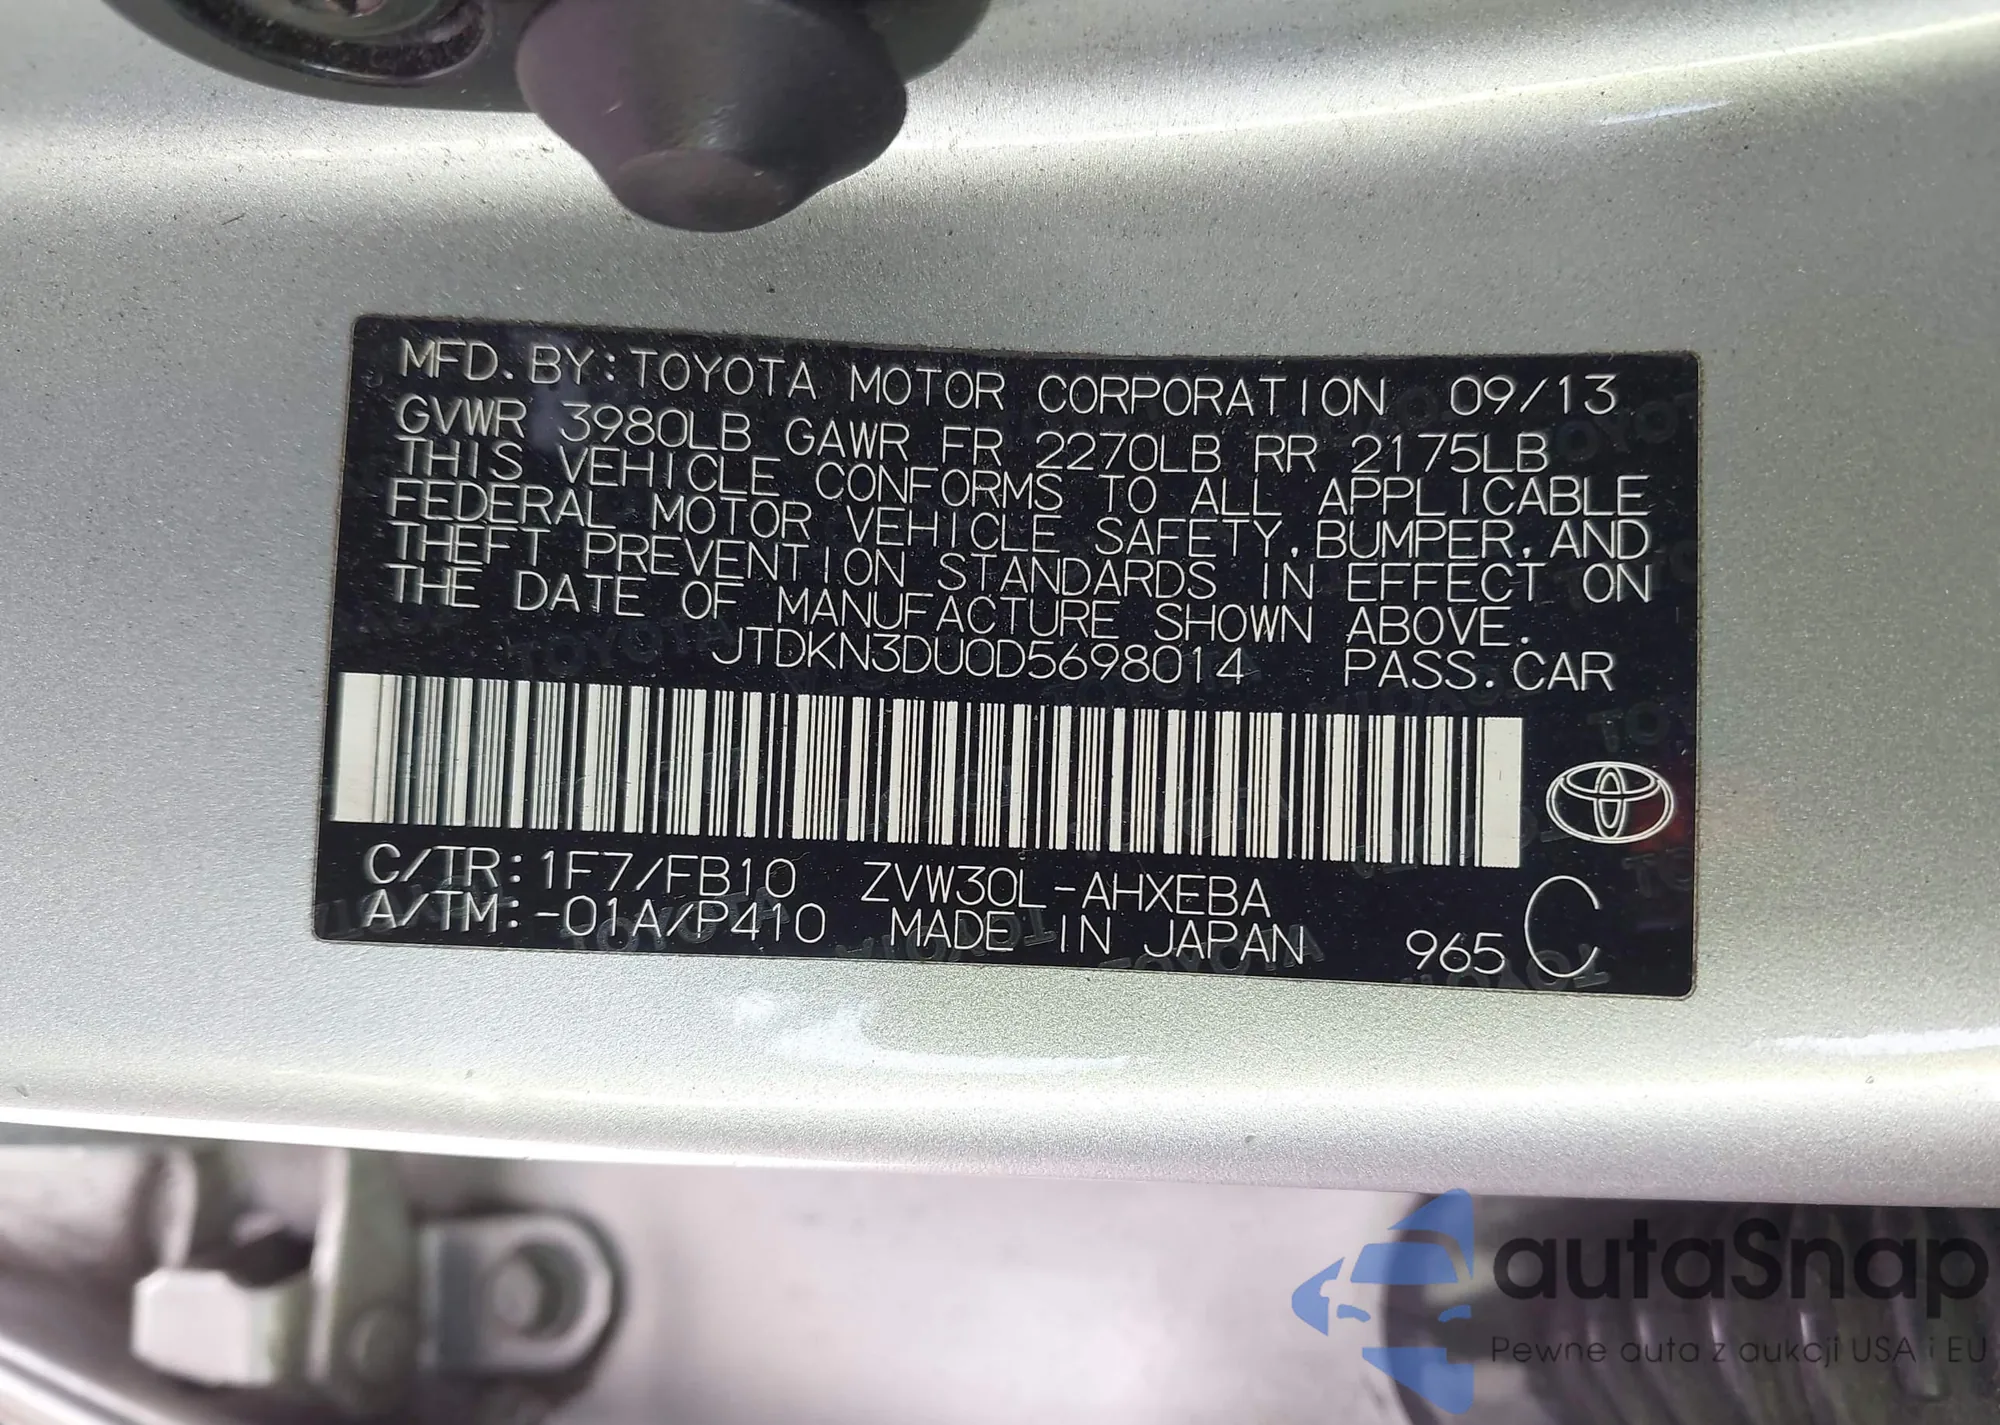 MFD. BY: TOYOTA MOTOR CORPORATION 09/13
GVWR 3980LB GAWR FR 2270LB RR 2175LB
THIS VEHICLE CONFORMS TO ALL APPLICABLE
FEDERAL MOTOR VEHICLE SAFETY, BUMPER, AND
THEFT PREVENTION STANDARDS IN EFFECT ON
THE DATE OF MANUFACTURE SHOWN ABOVE.
JTDKN3DU0D5698014 PASS. CAR
C/TR: 1F7/FB10 ZVW30L-AHXEBA
A/TM: -01A/P410 MADE IN JAPAN 965 C
autaSnap
Pewne auta z aukcji USA i EU